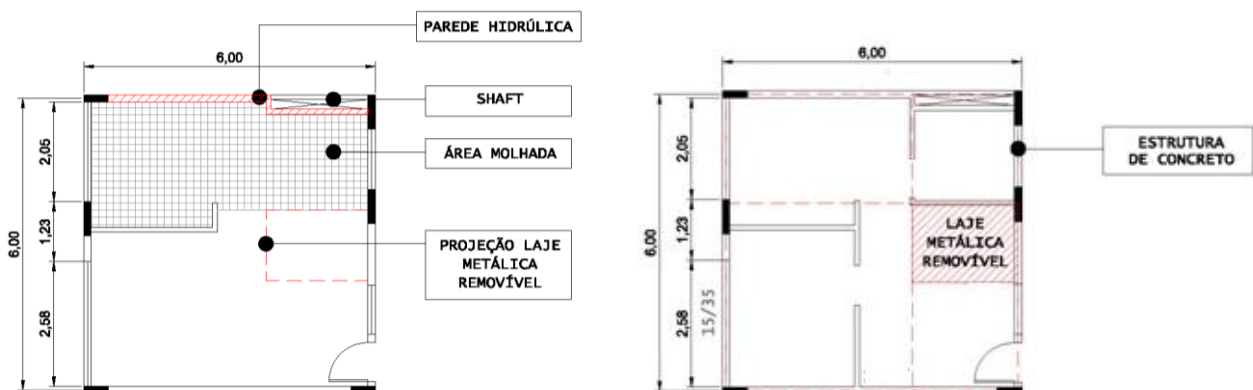 PAREDE HIDRÚLICA
6,00
SHAFT
ÁREA MOLHADA
2,05
1,23
6,00
2,58
PROJEÇÃO LAJE
METÁLICA
REMOVÍVEL
6,00
ESTRUTURA
DE CONCRETO
2,05
1,23
6,00
2,58
15/35
LAJE
METÁLICA
REMOVÍVEL